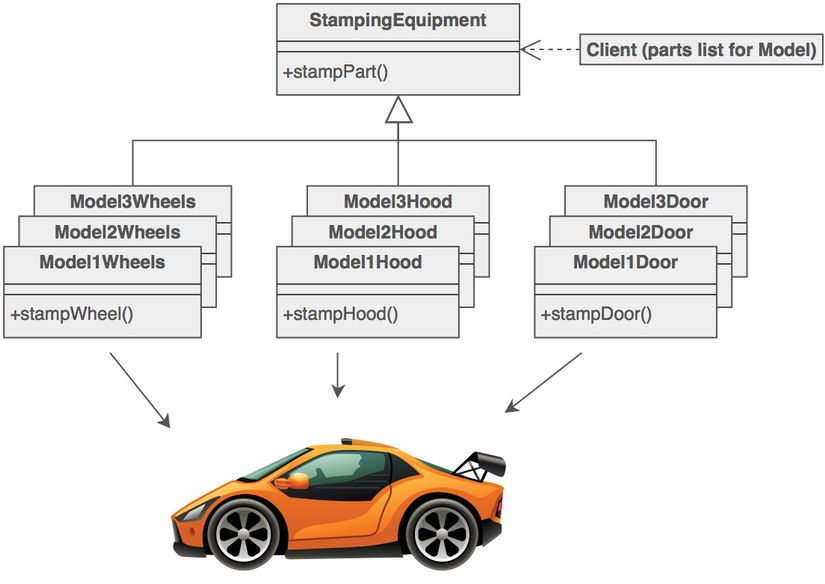 StampingEquipment
+stampPart()
Client (parts list for Model)
Model3Wheels
Model2Wheels
Model1Wheels
+stampWheel()
Model3Hood
Model2Hood
Model1Hood
+stampHood()
Model3Door
Model2Door
Model1Door
+stampDoor()